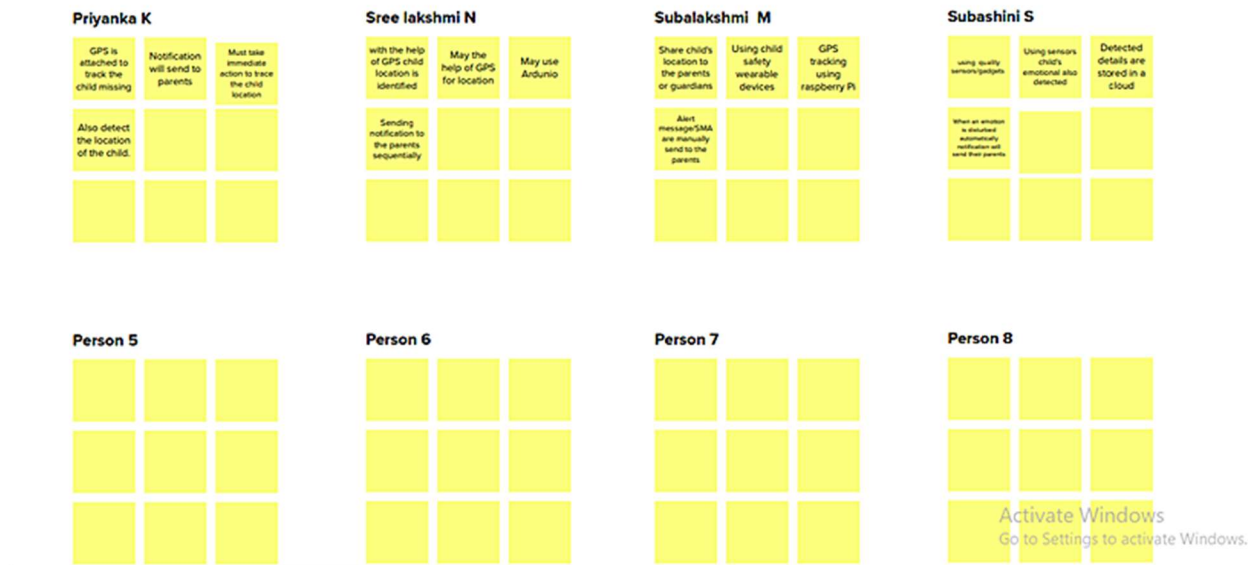 Priyanka K
GPS is
attached to
track the
child missing
Notification
will send to
parents
Must take
immediate
action to trace
the child
location
Also detect
the location
of the child.
Sree lakshmi N
with the help
of GPS child
location is
identified
May the
help of GPS
for location
May use
Ardunio
Sending
notification to
the parents
sequentially
Subalakshmi M
Share child's
location to
the parents
or guardians
Using child
safety
wearable
devices
GPS
tracking
using
raspberry Pi
Alert
message/SMA
are manually
send to the
parents
Subashini S
using quality
sensors/gadgets
Using sensors
child's
emotional also
detected
Detected
details are
stored in a
cloud
When an emotion
is disturbed
automatically
notification will
send their parents
Person 5
Person 6
Person 7
Person 8
Activate Windows
Go to Settings to activate Windows.